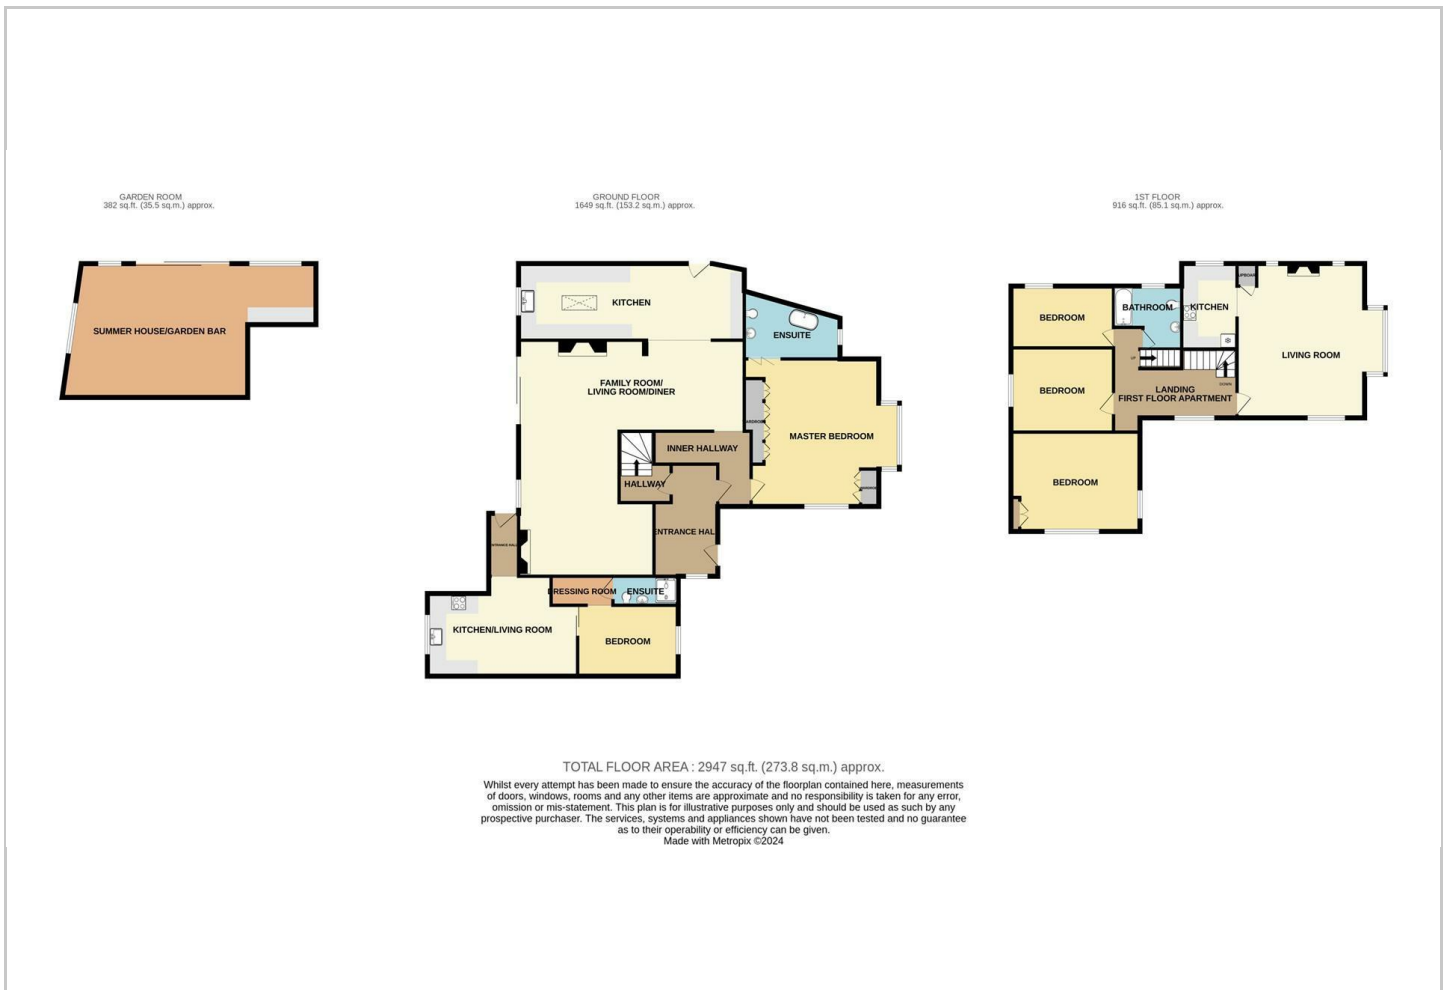 GARDEN ROOM
382 sq.ft. (35.5 sq.m.) approx.
SUMMER HOUSE/GARDEN BAR
GROUND FLOOR
1649 sq.ft. (153.2 sq.m.) approx.
KITCHEN
ENSUITE
FAMILY ROOM/
LIVING ROOM/DINER
MASTER BEDROOM
INNER HALLWAY
HALLWAY
ENTRANCE HALL
ENTRANCE HALL
DRESSING ROOM
ENSUITE
KITCHEN/LIVING ROOM
BEDROOM
1ST FLOOR
916 sq.ft. (85.1 sq.m.) approx.
BEDROOM
BATHROOM
KITCHEN
LIVING ROOM
UP
DOWN
BEDROOM
LANDING
FIRST FLOOR APARTMENT
BEDROOM
TOTAL FLOOR AREA : 2947 sq.ft. (273.8 sq.m.) approx.
Whilst every attempt has been made to ensure the accuracy of the floorplan contained here, measurements
of doors, windows, rooms and any other items are approximate and no responsibility is taken for any error,
omission or mis-statement. This plan is for illustrative purposes only and should be used as such by any
prospective purchaser. The services, systems and appliances shown have not been tested and no guarantee
as to their operability or efficiency can be given.
Made with Metropix ©2024